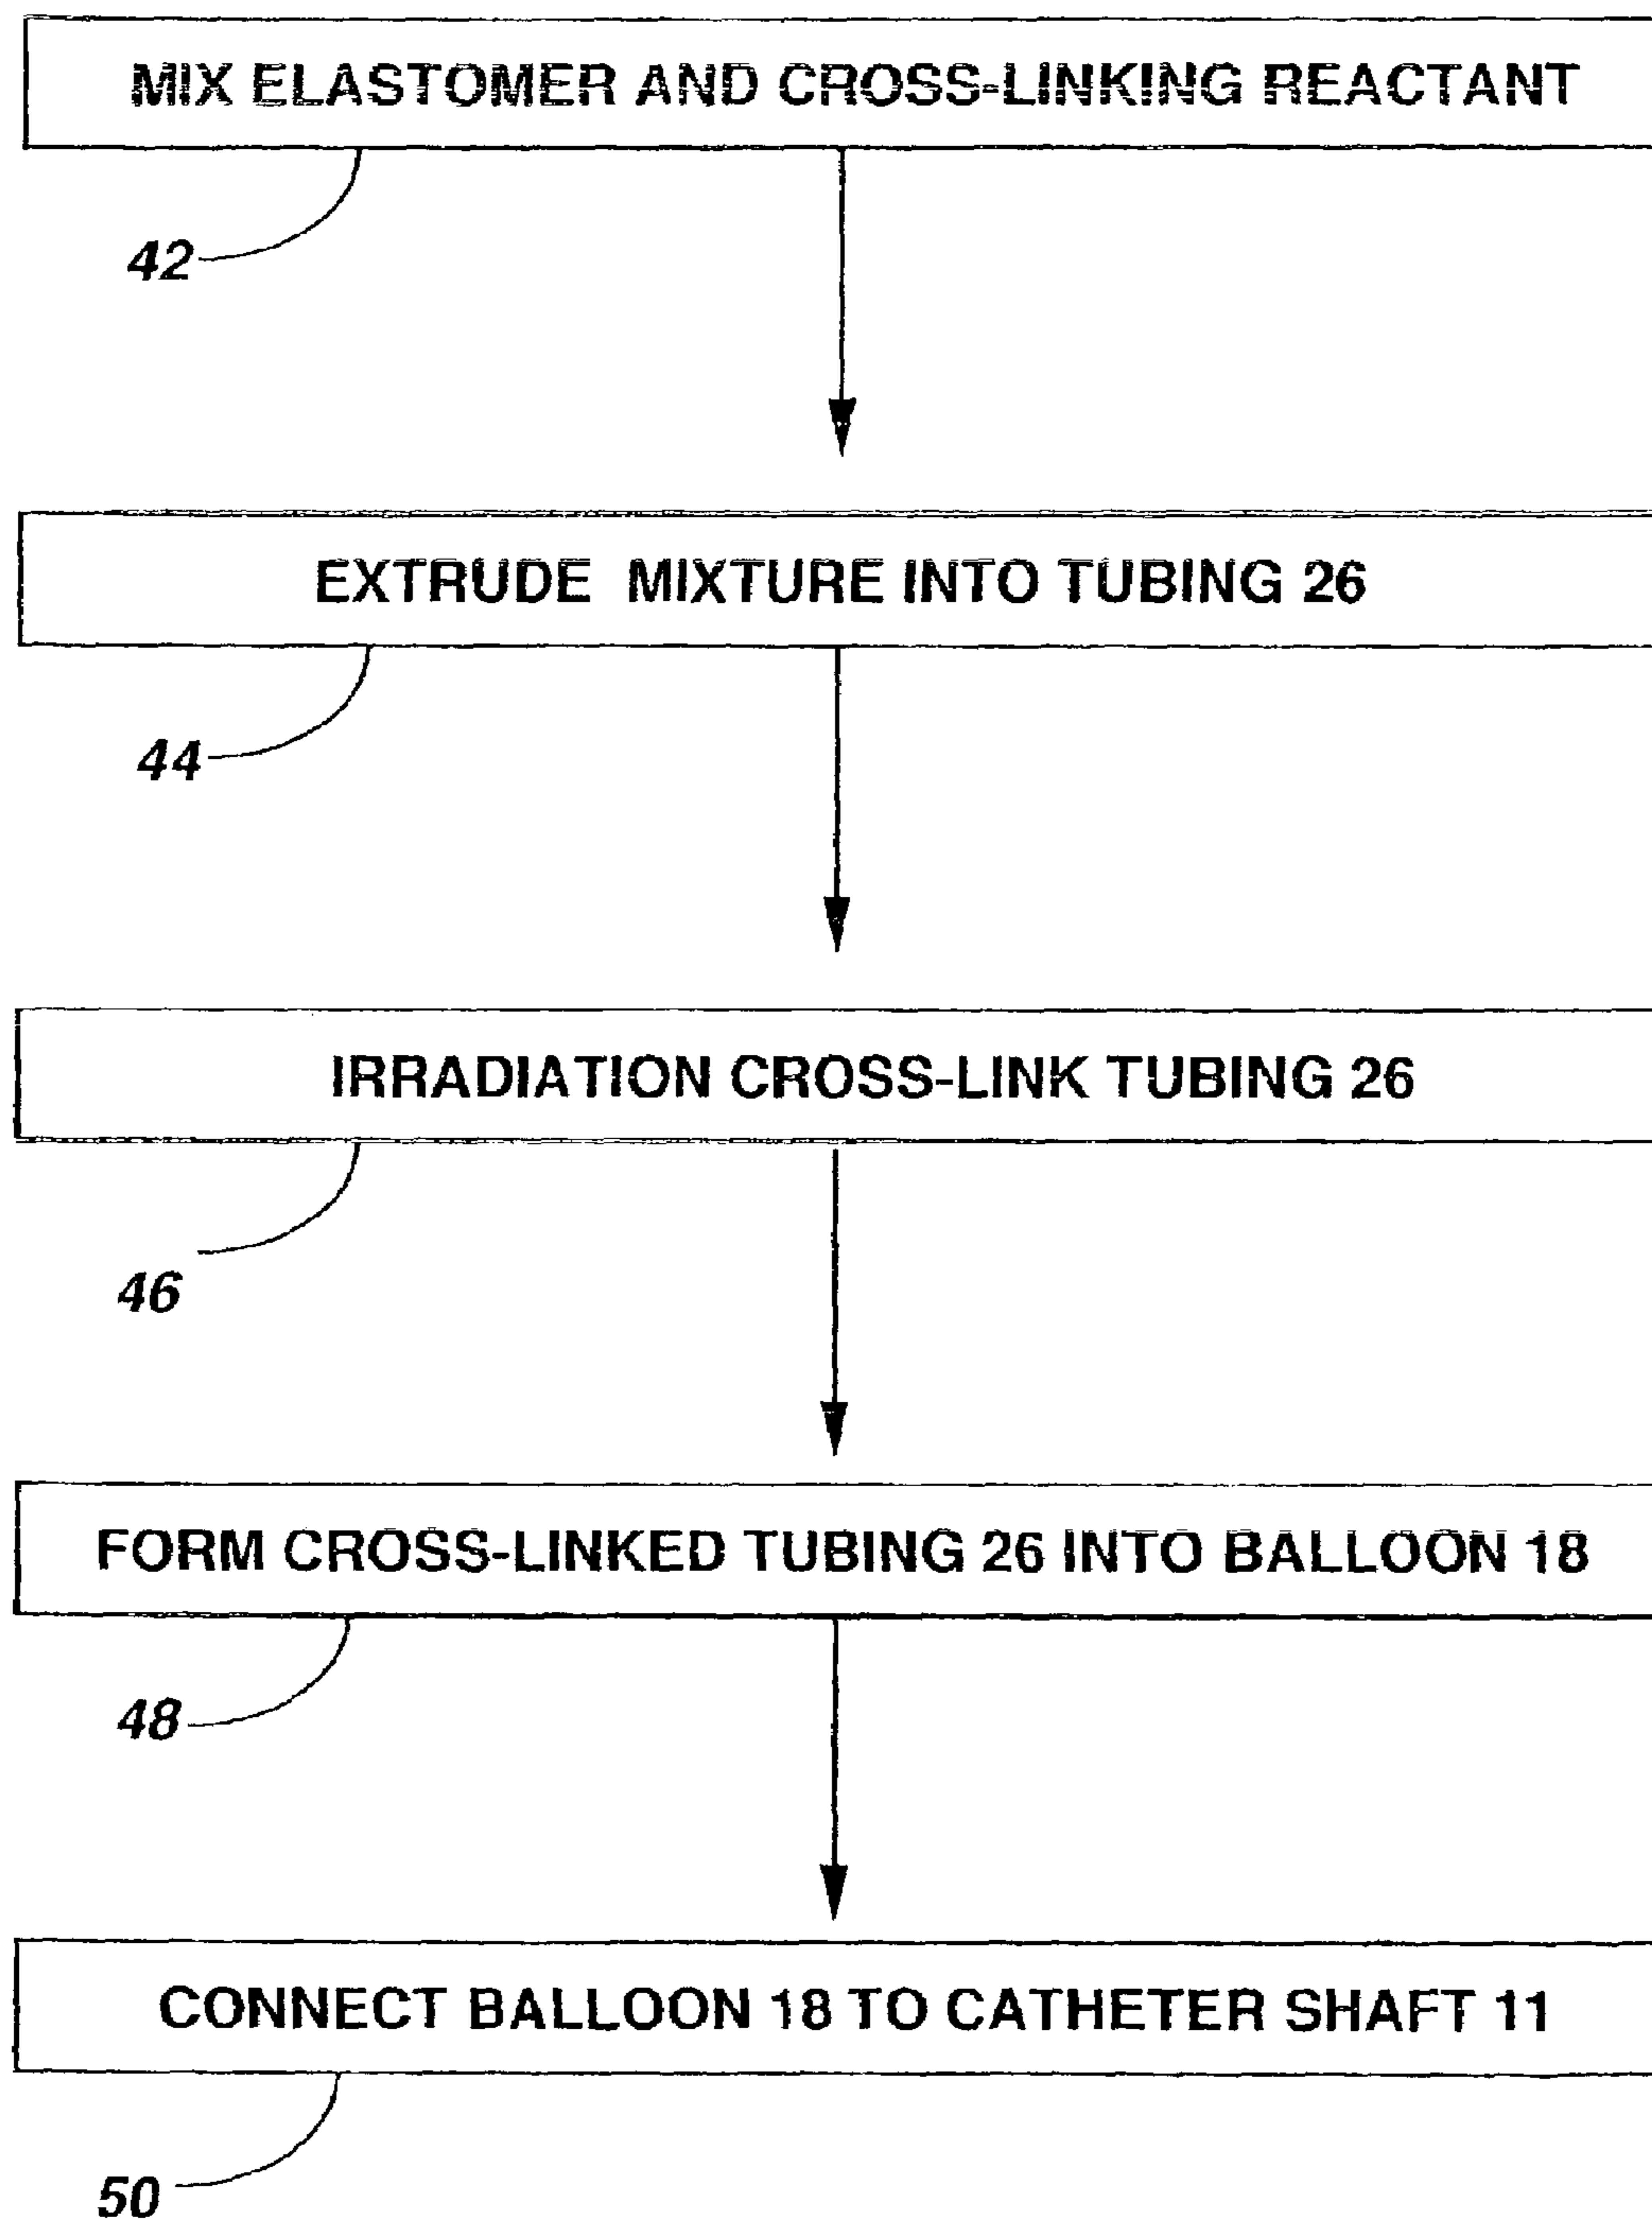 MIX ELASTOMER AND CROSS-LINKING REACTANT
42
EXTRUDE MIXTURE INTO TUBING 26
44
IRRADIATION CROSS-LINK TUBING 26
46
FORM CROSS-LINKED TUBING 26 INTO BALLOON 18
48
CONNECT BALLOON 18 TO CATHETER SHAFT 11
50